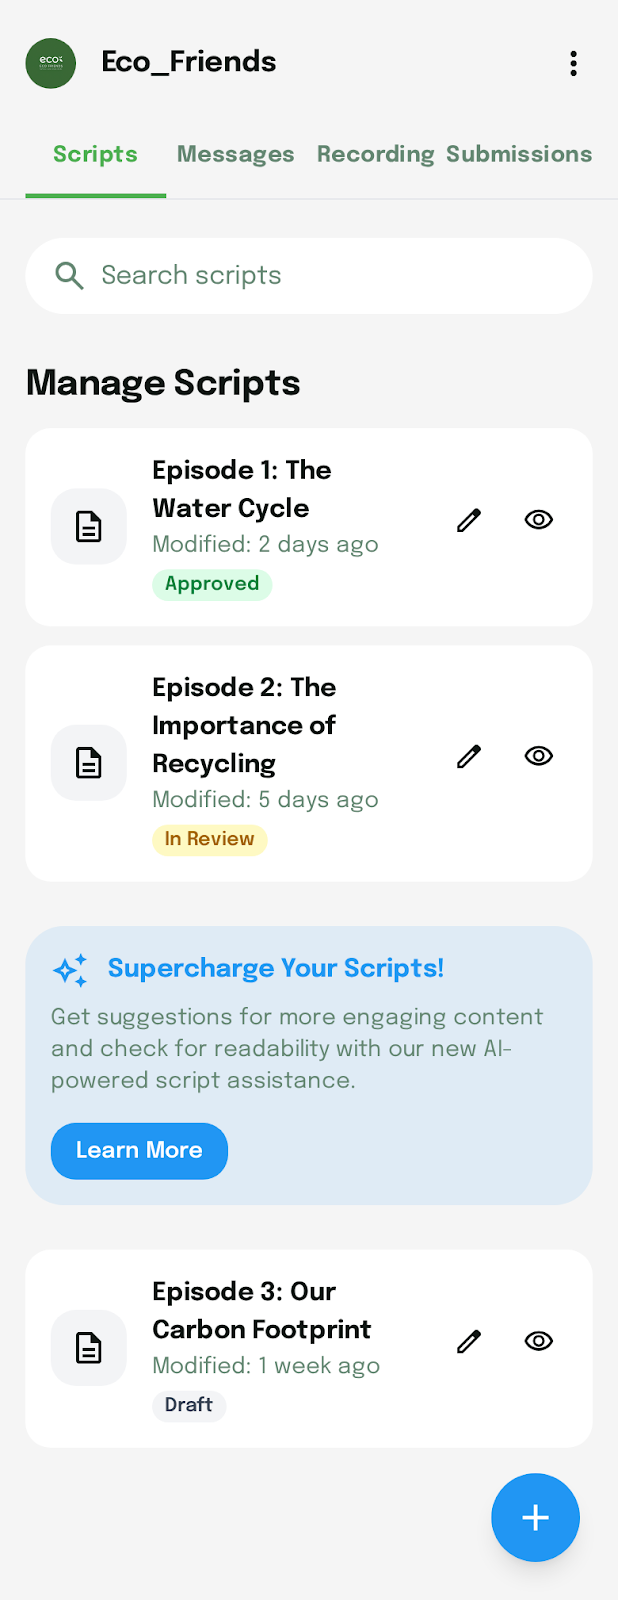 eco
Eco_Friends
Scripts Messages Recording Submissions
Search scripts
Manage Scripts
Episode 1: The
Water Cycle
Modified: 2 days ago
Approved
Episode 2: The
Importance of
Recycling
Modified: 5 days ago
In Review
Supercharge Your Scripts!
Get suggestions for more engaging content
and check for readability with our new AI-
powered script assistance.
Learn More
Episode 3: Our
Carbon Footprint
Modified: 1 week ago
Draft